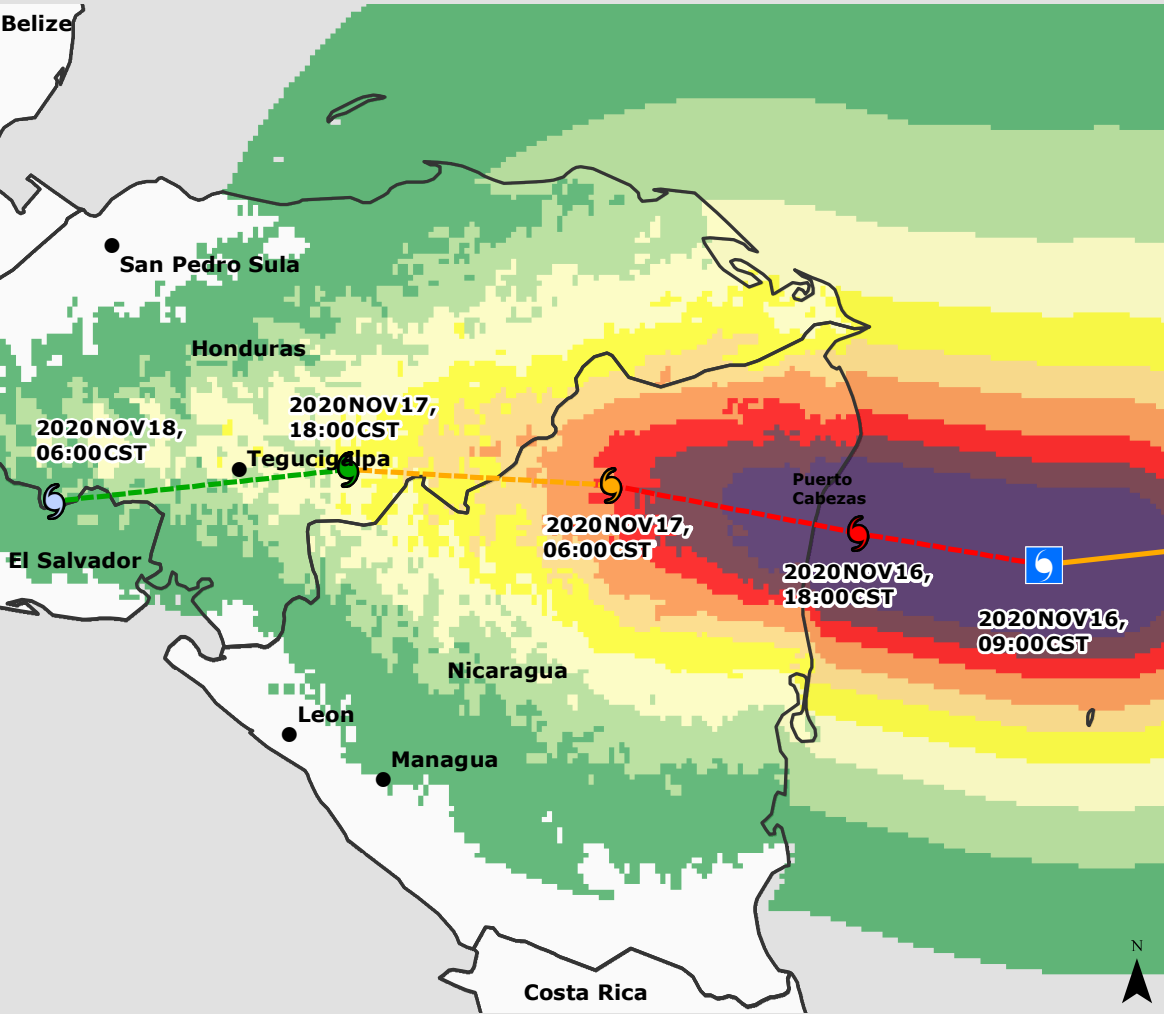 Belize
San Pedro Sula
Honduras
2020NOV17,
18:00CST
2020NOV18,
06:00CST
Tegucigalpa
Puerto
Cabezas
2020NOV17,
06:00CST
El Salvador
2020NOV16,
18:00CST
2020NOV16,
09:00CST
Nicaragua
Leon
Managua
N
Costa Rica